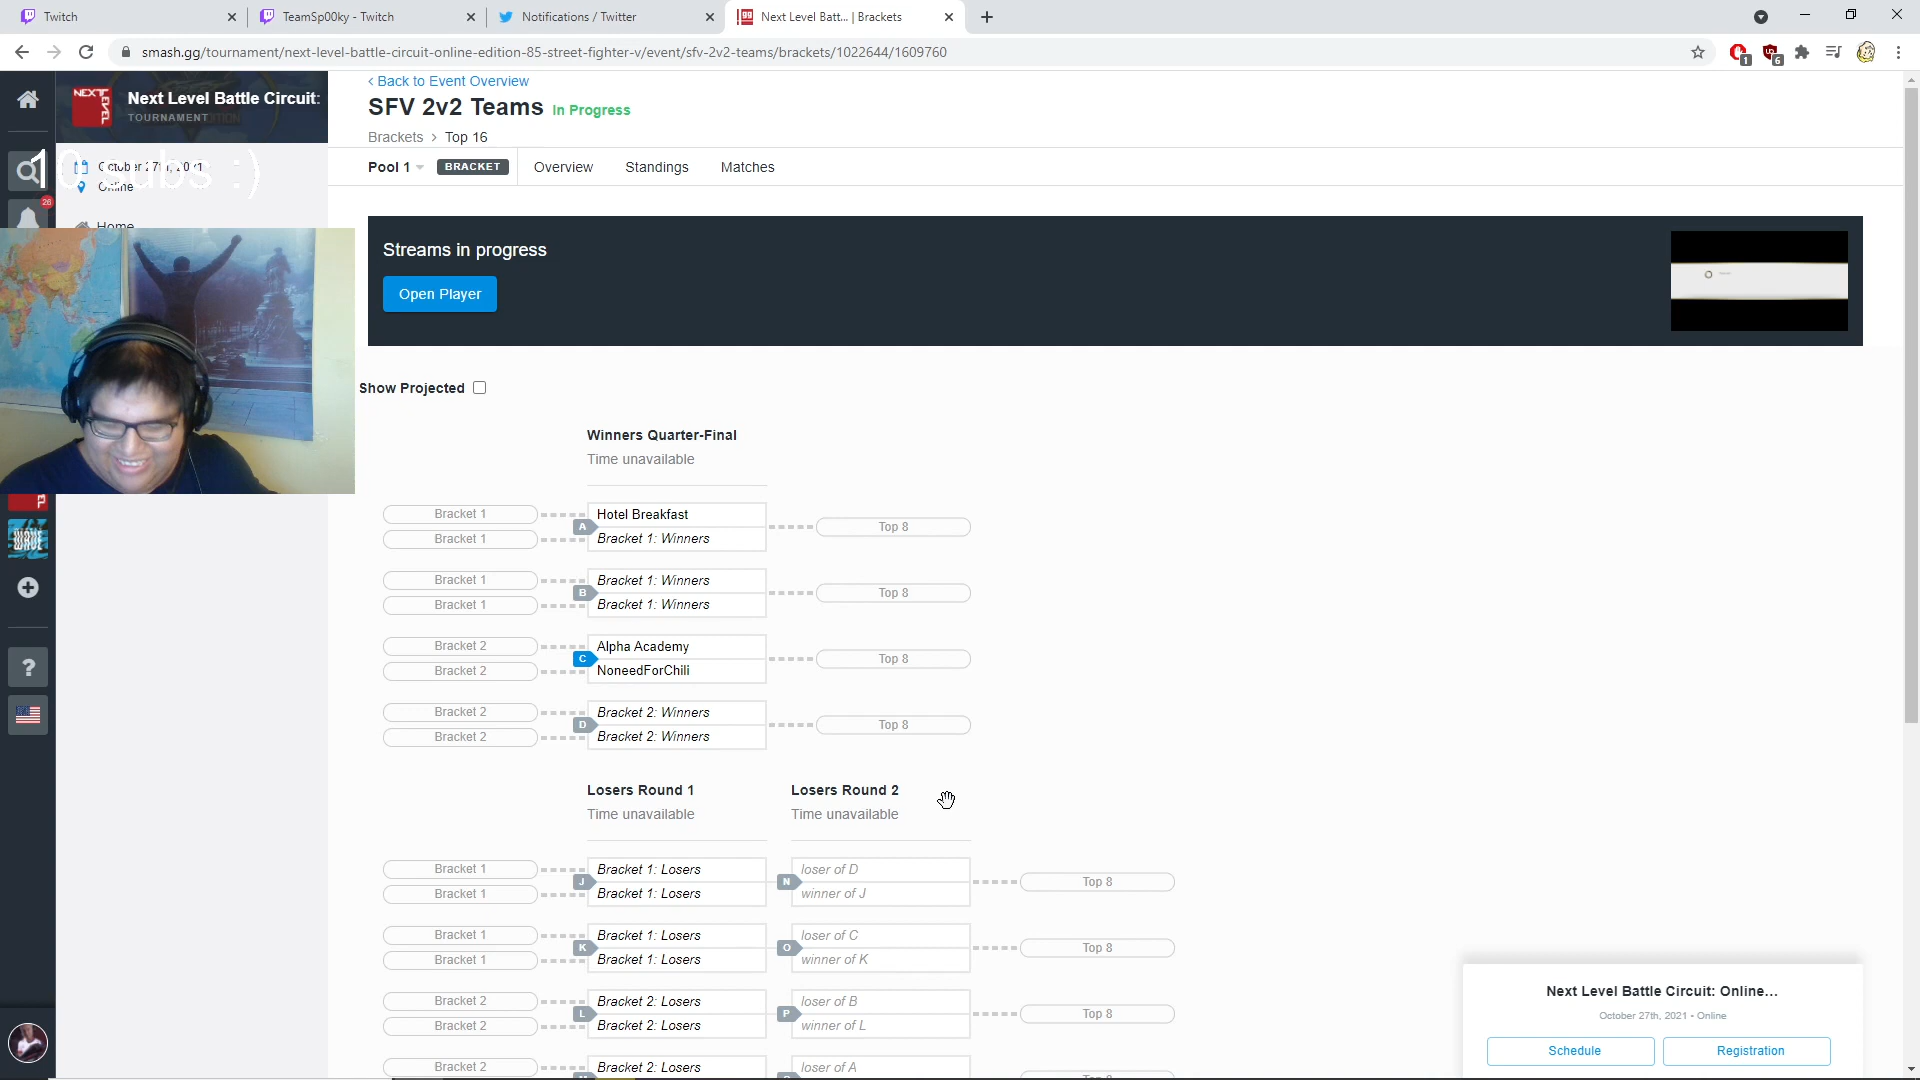 Twitch
TeamSp00ky - Twitch
Notifications / Twitter
Next Level Batt... | Brackets
smash.gg/tournament/next-level-battle-circuit-online-edition-85-street-fighter-v/event/sfv-2v2-teams/brackets/1022644/1609760
1
6
NEXT LEVEL
Next Level Battle Circuit:
TOURNAMENT
10 subs :)
Online
26
Home
< Back to Event Overview
SFV 2v2 Teams In Progress
Brackets > Top 16
Pool 1 BRACKET Overview Standings Matches
Streams in progress
Open Player
Show Projected
Winners Quarter-Final
Time unavailable
Bracket 1
Bracket 1
A
Hotel Breakfast
Bracket 1: Winners
Top 8
Bracket 1
Bracket 1
B
Bracket 1: Winners
Bracket 1: Winners
Top 8
Bracket 2
Bracket 2
C
Alpha Academy
NoneedForChili
Top 8
Bracket 2
Bracket 2
D
Bracket 2: Winners
Bracket 2: Winners
Top 8
Losers Round 1
Time unavailable
Losers Round 2
Time unavailable
Bracket 1
Bracket 1
J
Bracket 1: Losers
Bracket 1: Losers
N
loser of D
winner of J
Top 8
Bracket 1
Bracket 1
K
Bracket 1: Losers
Bracket 1: Losers
O
loser of C
winner of K
Top 8
Bracket 2
Bracket 2
L
Bracket 2: Losers
Bracket 2: Losers
P
loser of B
winner of L
Top 8
Bracket 2
Bracket 2: Losers
loser of A
Next Level Battle Circuit: Online...
October 27th, 2021 • Online
Schedule
Registration